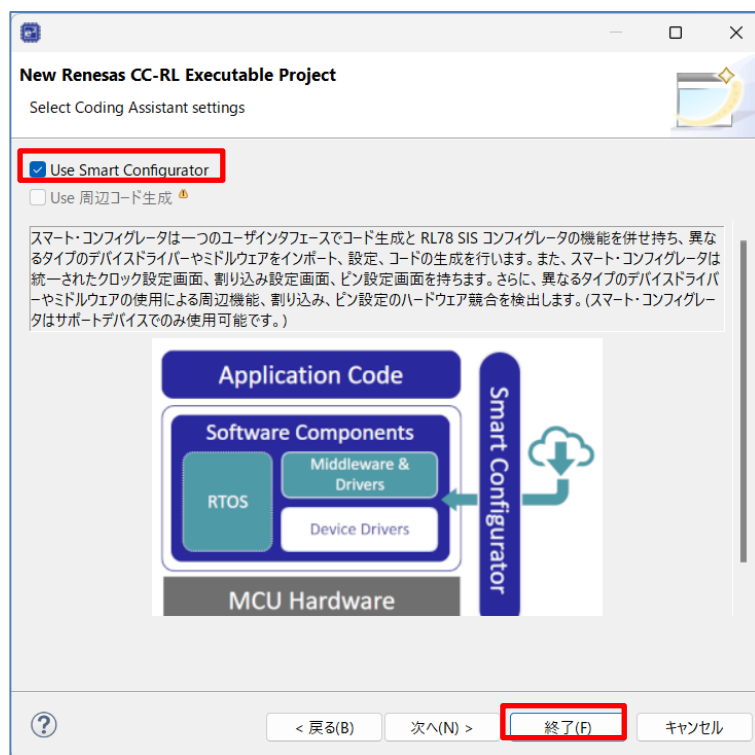 New Renesas CC-RL Executable Project
Select Coding Assistant settings
Use Smart Configurator
Use 周辺コード生成
スマート・コンフィグレータは一つのユーザインタフェースでコード生成と RL78 SIS コンフィグレータの機能を併せ持ち、異な
るタイプのデバイスドライバーやミドルウェアをインポート、設定、コードの生成を行います。また、スマート・コンフィグレータは
統一されたクロック設定画面、割り込み設定画面、ピン設定画面を持ちます。さらに、異なるタイプのデバイスドライバ
ーやミドルウェアの使用による周辺機能、割り込み、ピン設定のハードウェア競合を検出します。(スマート・コンフィグレー
タはサポートデバイスでのみ使用可能です。)
Application Code
Software Components
RTOS
Middleware &
Drivers
Device Drivers
MCU Hardware
Smart Configurator
?
< 戻る(B)
次へ(N) >
終了(F)
キャンセル